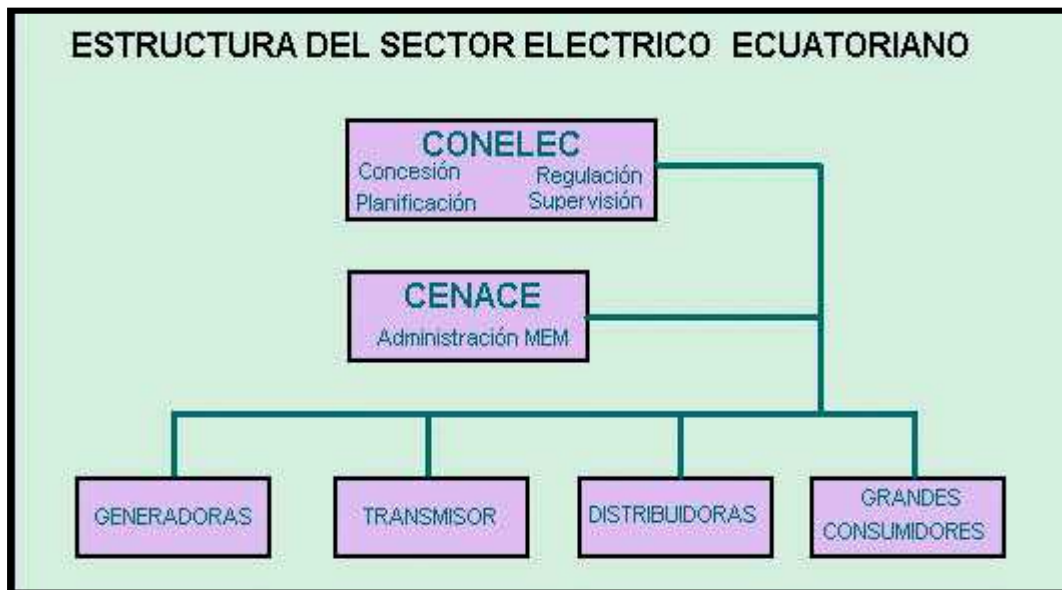 ESTRUCTURA DEL SECTOR ELECTRICO ECUATORIANO
CONELEC
Concesión Regulación
Planificación Supervisión
CENACE
Administración MEM
GENERADORAS
TRANSMISOR
DISTRIBUIDORAS
GRANDES
CONSUMIDORES